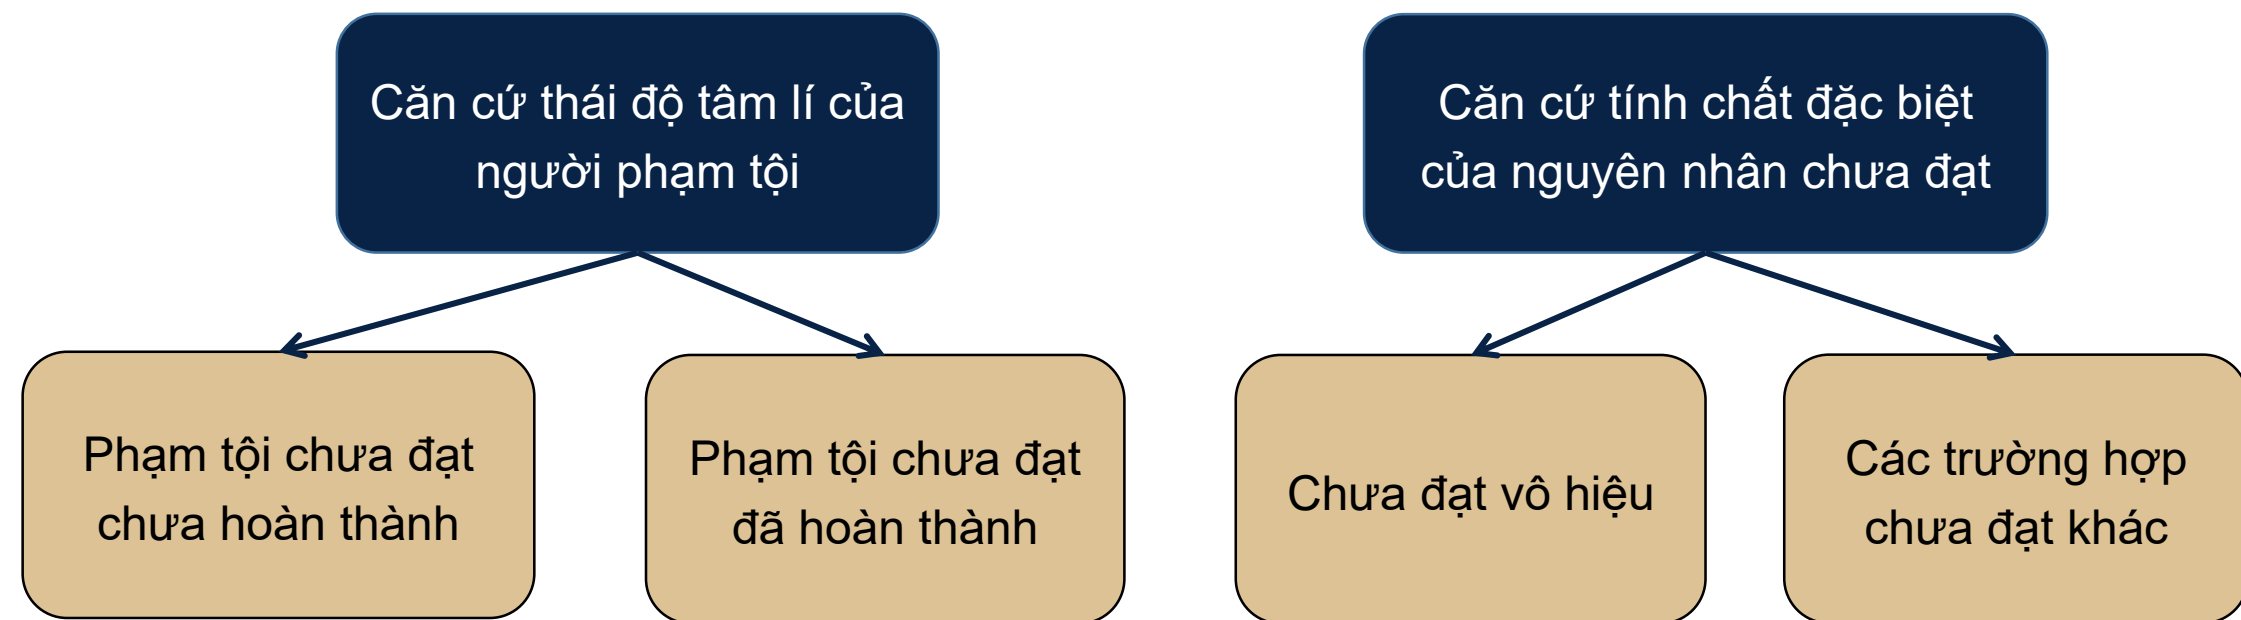 Căn cứ thái độ tâm lí của
người phạm tội
Căn cứ tính chất đặc biệt
của nguyên nhân chưa đạt
Phạm tội chưa đạt
chưa hoàn thành
Phạm tội chưa đạt
đã hoàn thành
Chưa đạt vô hiệu
Các trường hợp
chưa đạt khác